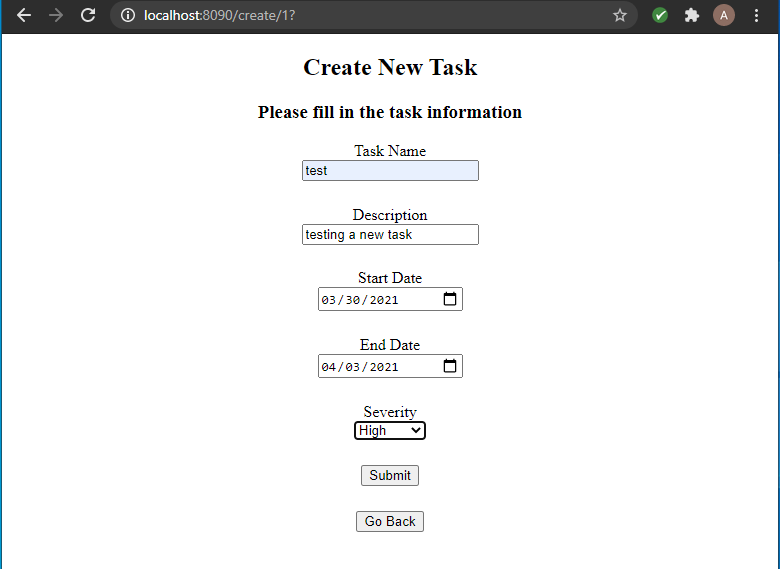 localhost:8090/create/1?
A
Create New Task
Please fill in the task information
Task Name
test
Description
testing a new task
Start Date
03/30/2021
End Date
04/03/2021
Severity
High
Submit
Go Back